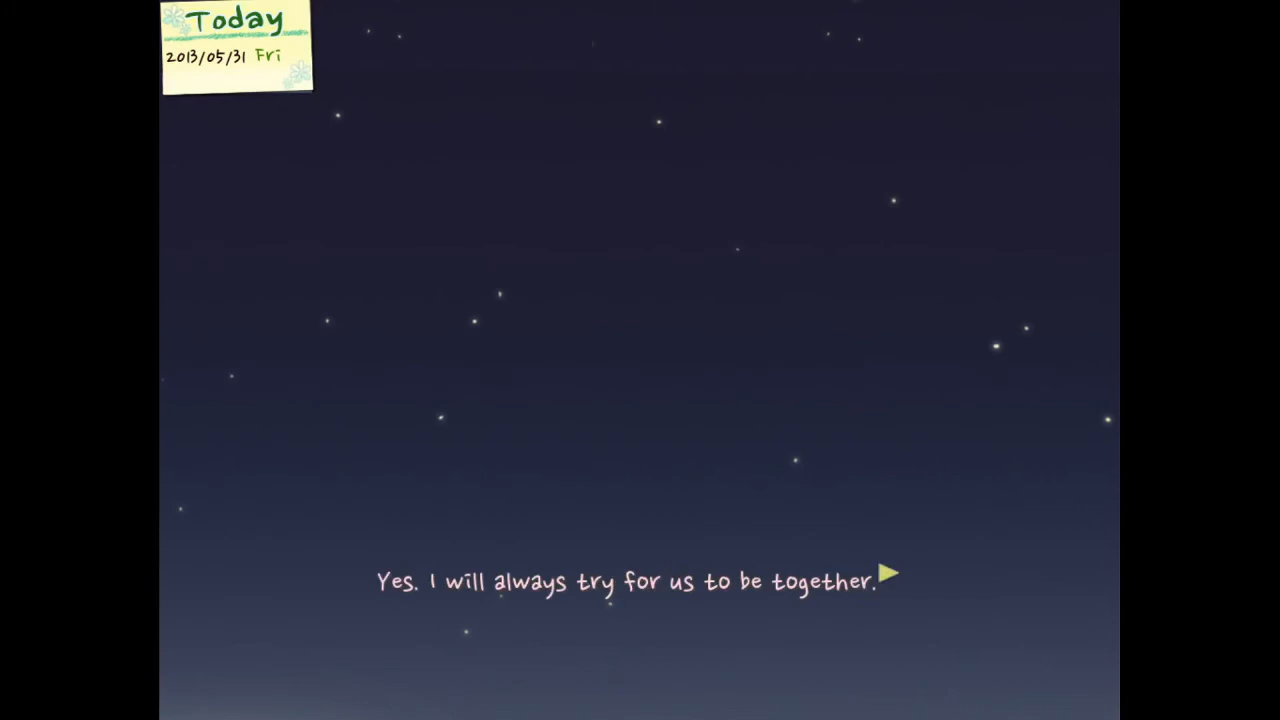 Today
2013/05/31 Fri
Yes. I will always try for us to be together.